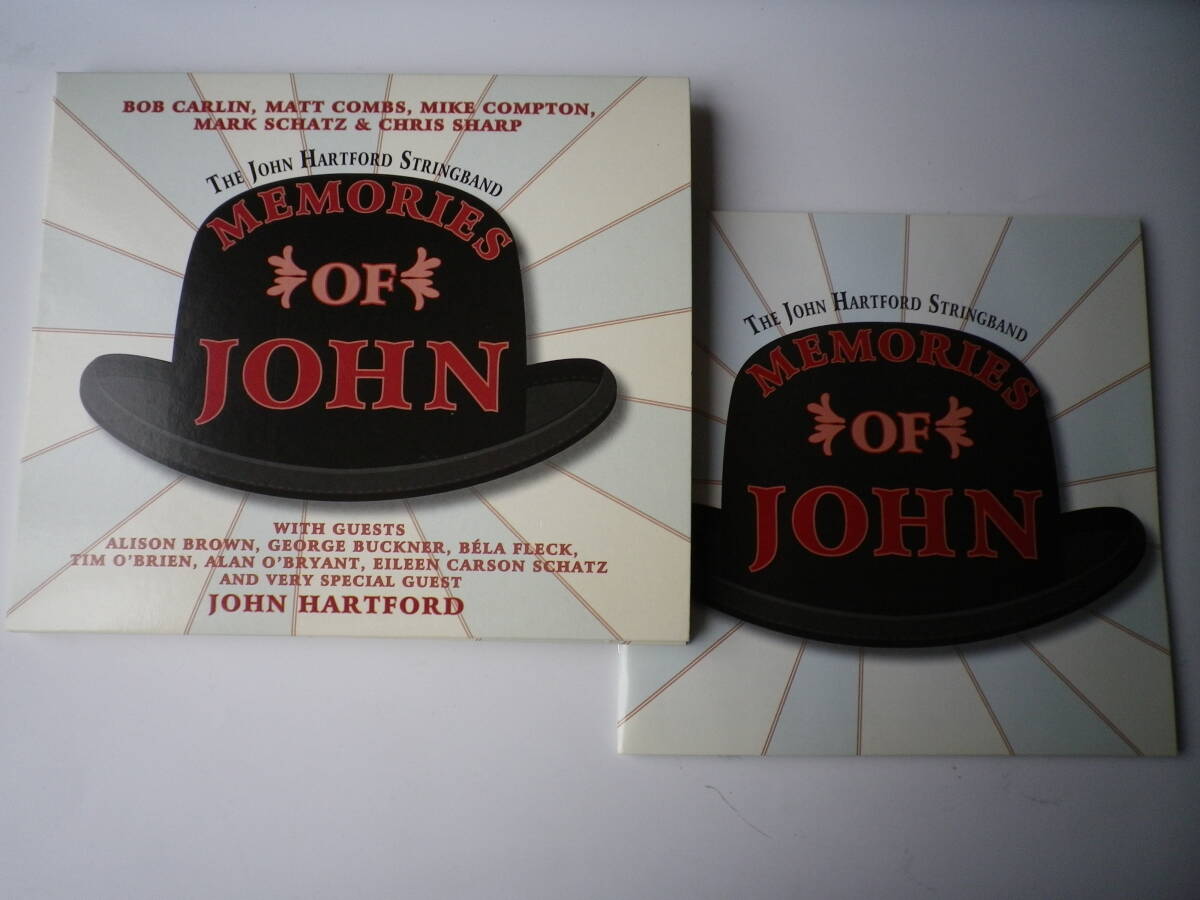 BOB CARLIN, MATT COMBS, MIKE COMPTON,
MARK SCHATZ & CHRIS SHARP
THE JOHN HARTFORD STRINGBAND
MEMORIES
OF
JOHN
WITH GUESTS
ALISON BROWN, GEORGE BUCKNER, BÉLA FLECK,
TIM O'BRIEN, ALAN O'BRYANT, EILEEN CARSON SCHATZ
AND VERY SPECIAL GUEST
JOHN HARTFORD
THE JOHN HARTFORD STRINGBAND
MEMORIES
OF
JOHN